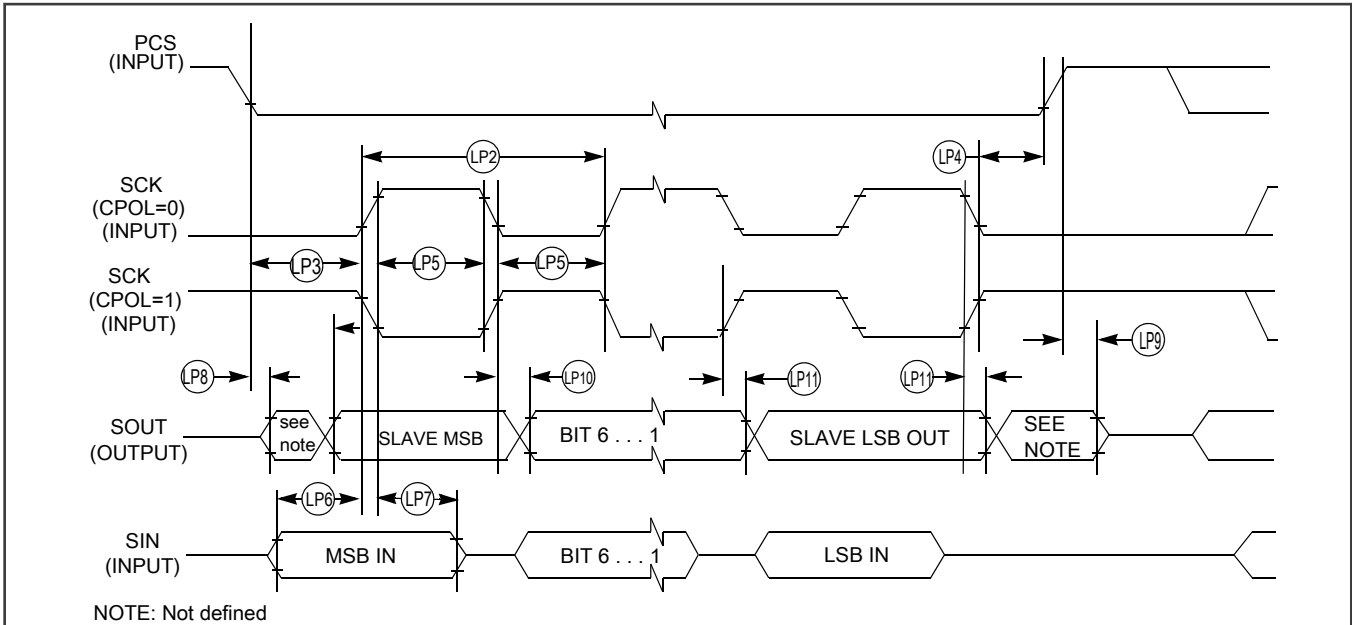 PCS
(INPUT)
LP2
LP4
SCK
(CPOL=0)
(INPUT)
LP3
LP5
LP5
SCK
(CPOL=1)
(INPUT)
LP9
LP8
LP10
LP11
LP11
SOUT
(OUTPUT)
see
note
SLAVE MSB
BIT 6 . . . 1
SLAVE LSB OUT
SEE
NOTE
LP6
LP7
SIN
(INPUT)
MSB IN
BIT 6 . . . 1
LSB IN
NOTE: Not defined